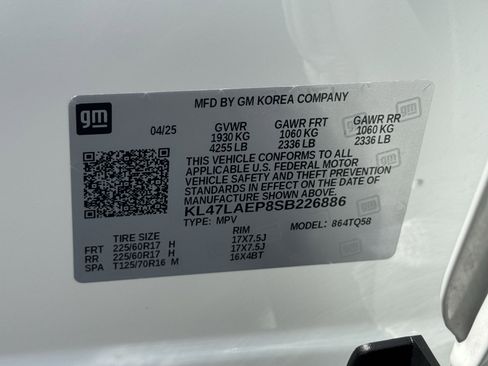 MFD BY GM KOREA COMPANY
gm
04/25 GVWR GAWR FRT GAWR RR
1930 KG 1060 KG 1060 KG
4255 LB 2336 LB 2336 LB
THIS VEHICLE CONFORMS TO ALL
APPLICABLE U.S. FEDERAL MOTOR
VEHICLE SAFETY AND THEFT PREVENTION
STANDARDS IN EFFECT ON THE DATE OF
MANUFACTURE SHOWN ABOVE.
KL47LAEP8SB226886
TYPE: MPV MODEL: 864TQ58
TIRE SIZE RIM
FRT 225/60R17 H 17X7.5J
RR 225/60R17 H 17X7.5J
SPA T125/70R16 M 16X4BT